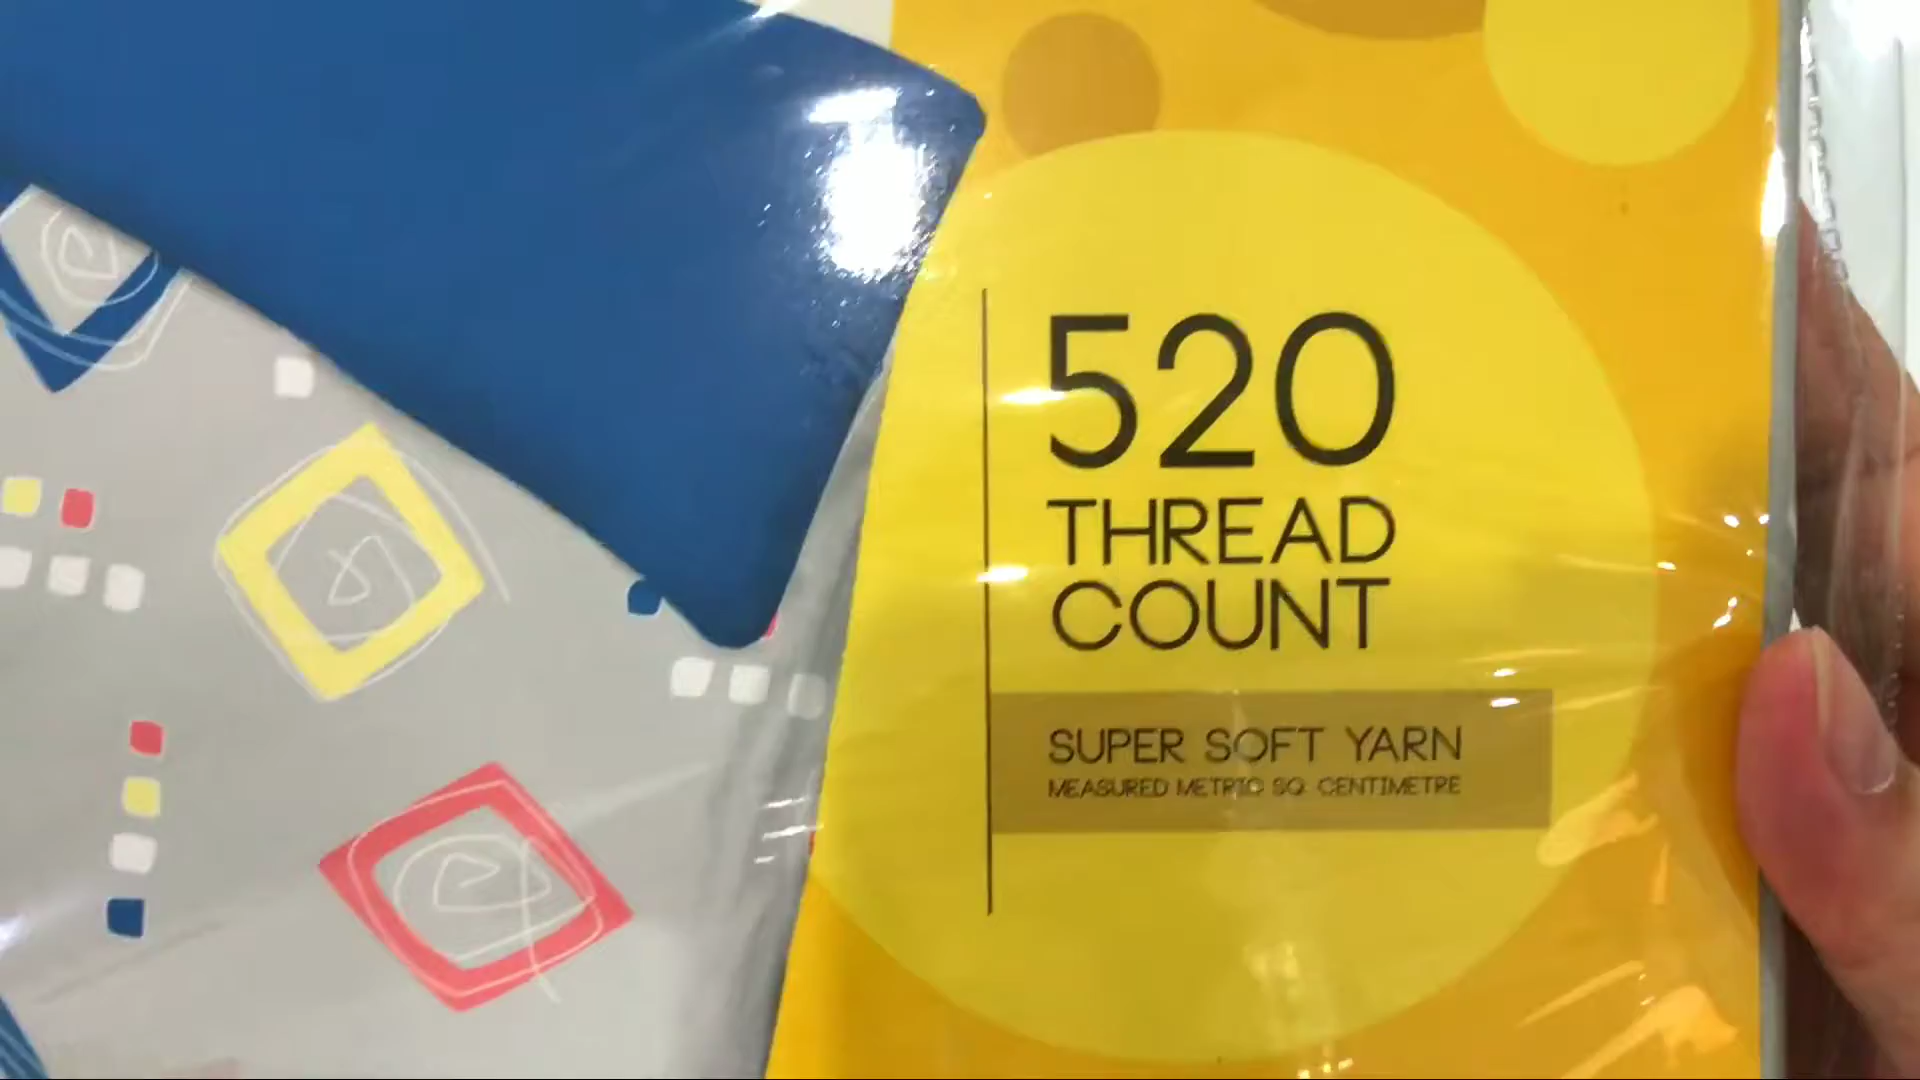 520
THREAD
COUNT
SUPER SOFT YARN
MEASURED METRIC SQ. CENTIMETRE